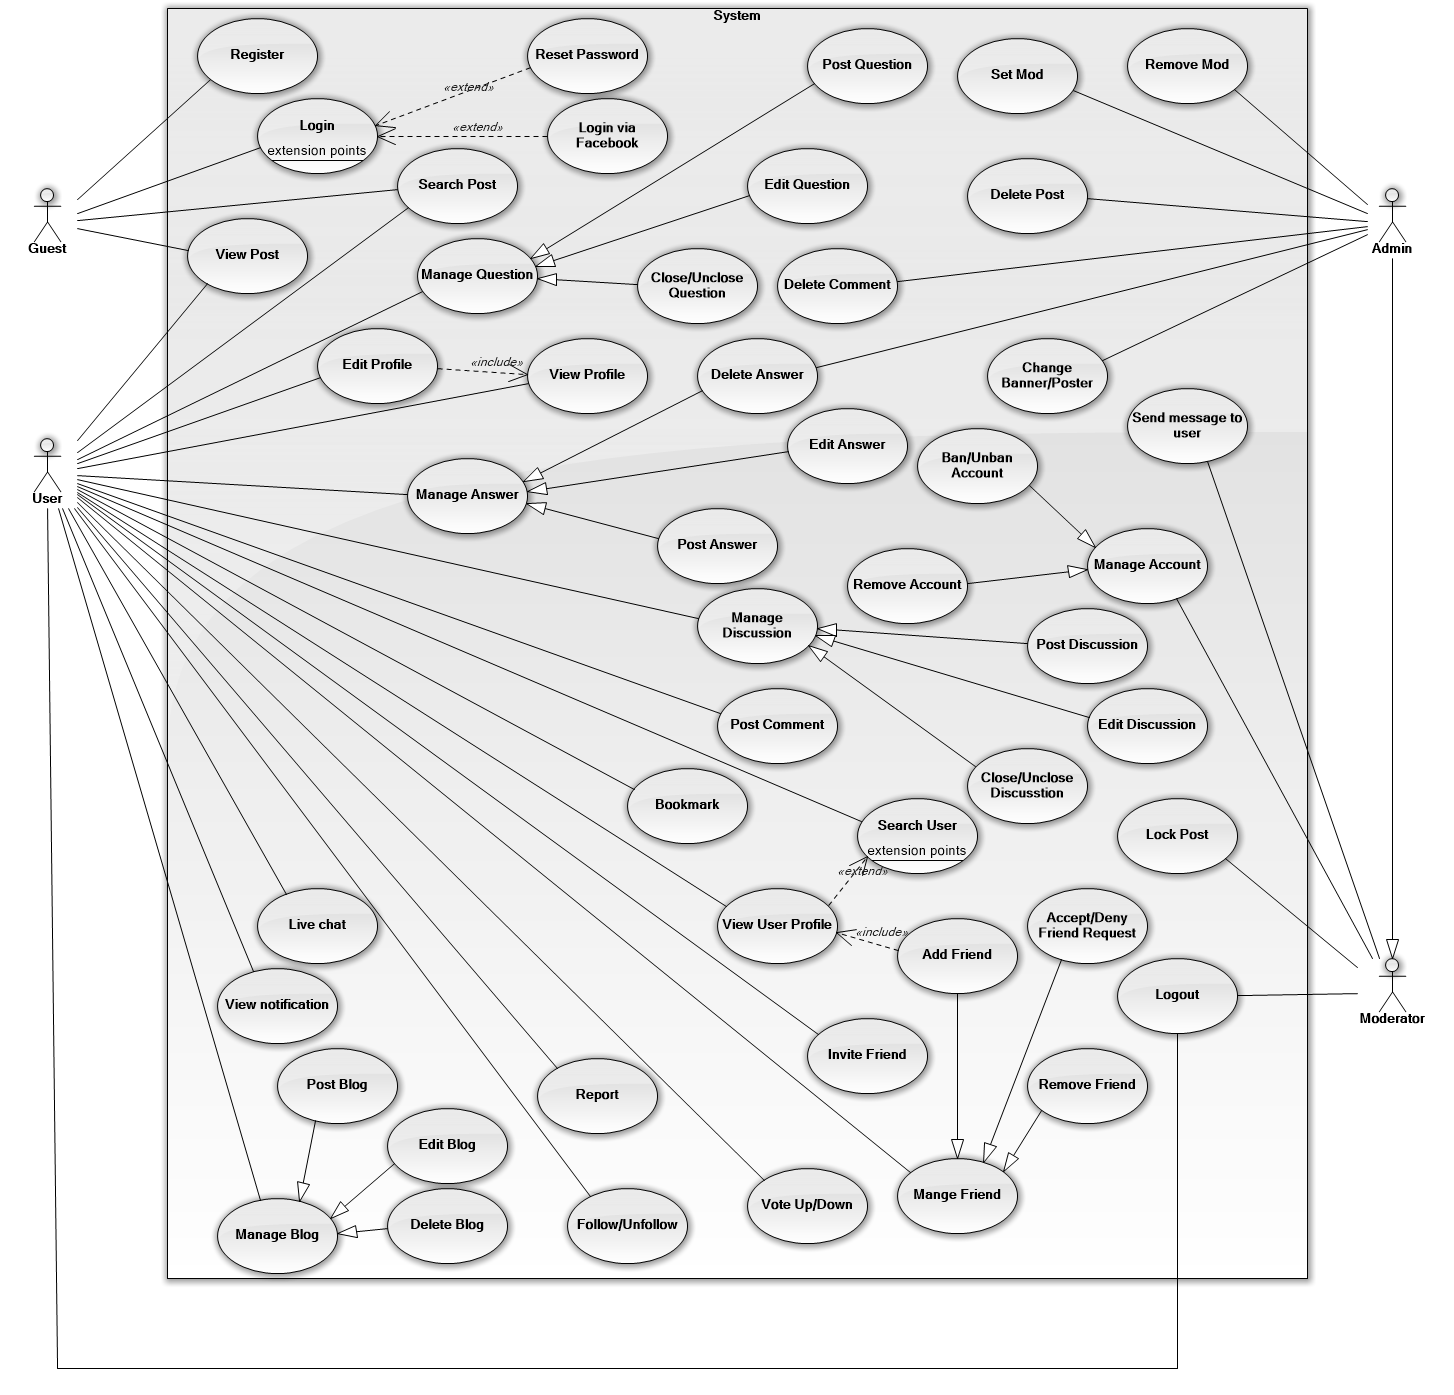 System
Register
Reset Password
Post Question
Set Mod
Remove Mod
«extend»
Login
extension points
«extend»
Login via
Facebook
Search Post
Edit Question
Delete Post
Guest
View Post
Admin
Manage Question
Close/Unclose
Question
Delete Comment
Edit Profile
«include»
View Profile
Delete Answer
Change
Banner/Poster
Send message to
user
Edit Answer
Ban/Unban
Account
User
Manage Answer
Post Answer
Manage Account
Remove Account
Manage
Discussion
Post Discussion
Post Comment
Edit Discussion
Close/Unclose
Discusstion
Bookmark
Search User
extension points
Lock Post
«extend»
Live chat
View User Profile
«include»
Add Friend
Accept/Deny
Friend Request
View notification
Logout
Moderator
Invite Friend
Post Blog
Report
Remove Friend
Edit Blog
Mange Friend
Vote Up/Down
Manage Blog
Delete Blog
Follow/Unfollow